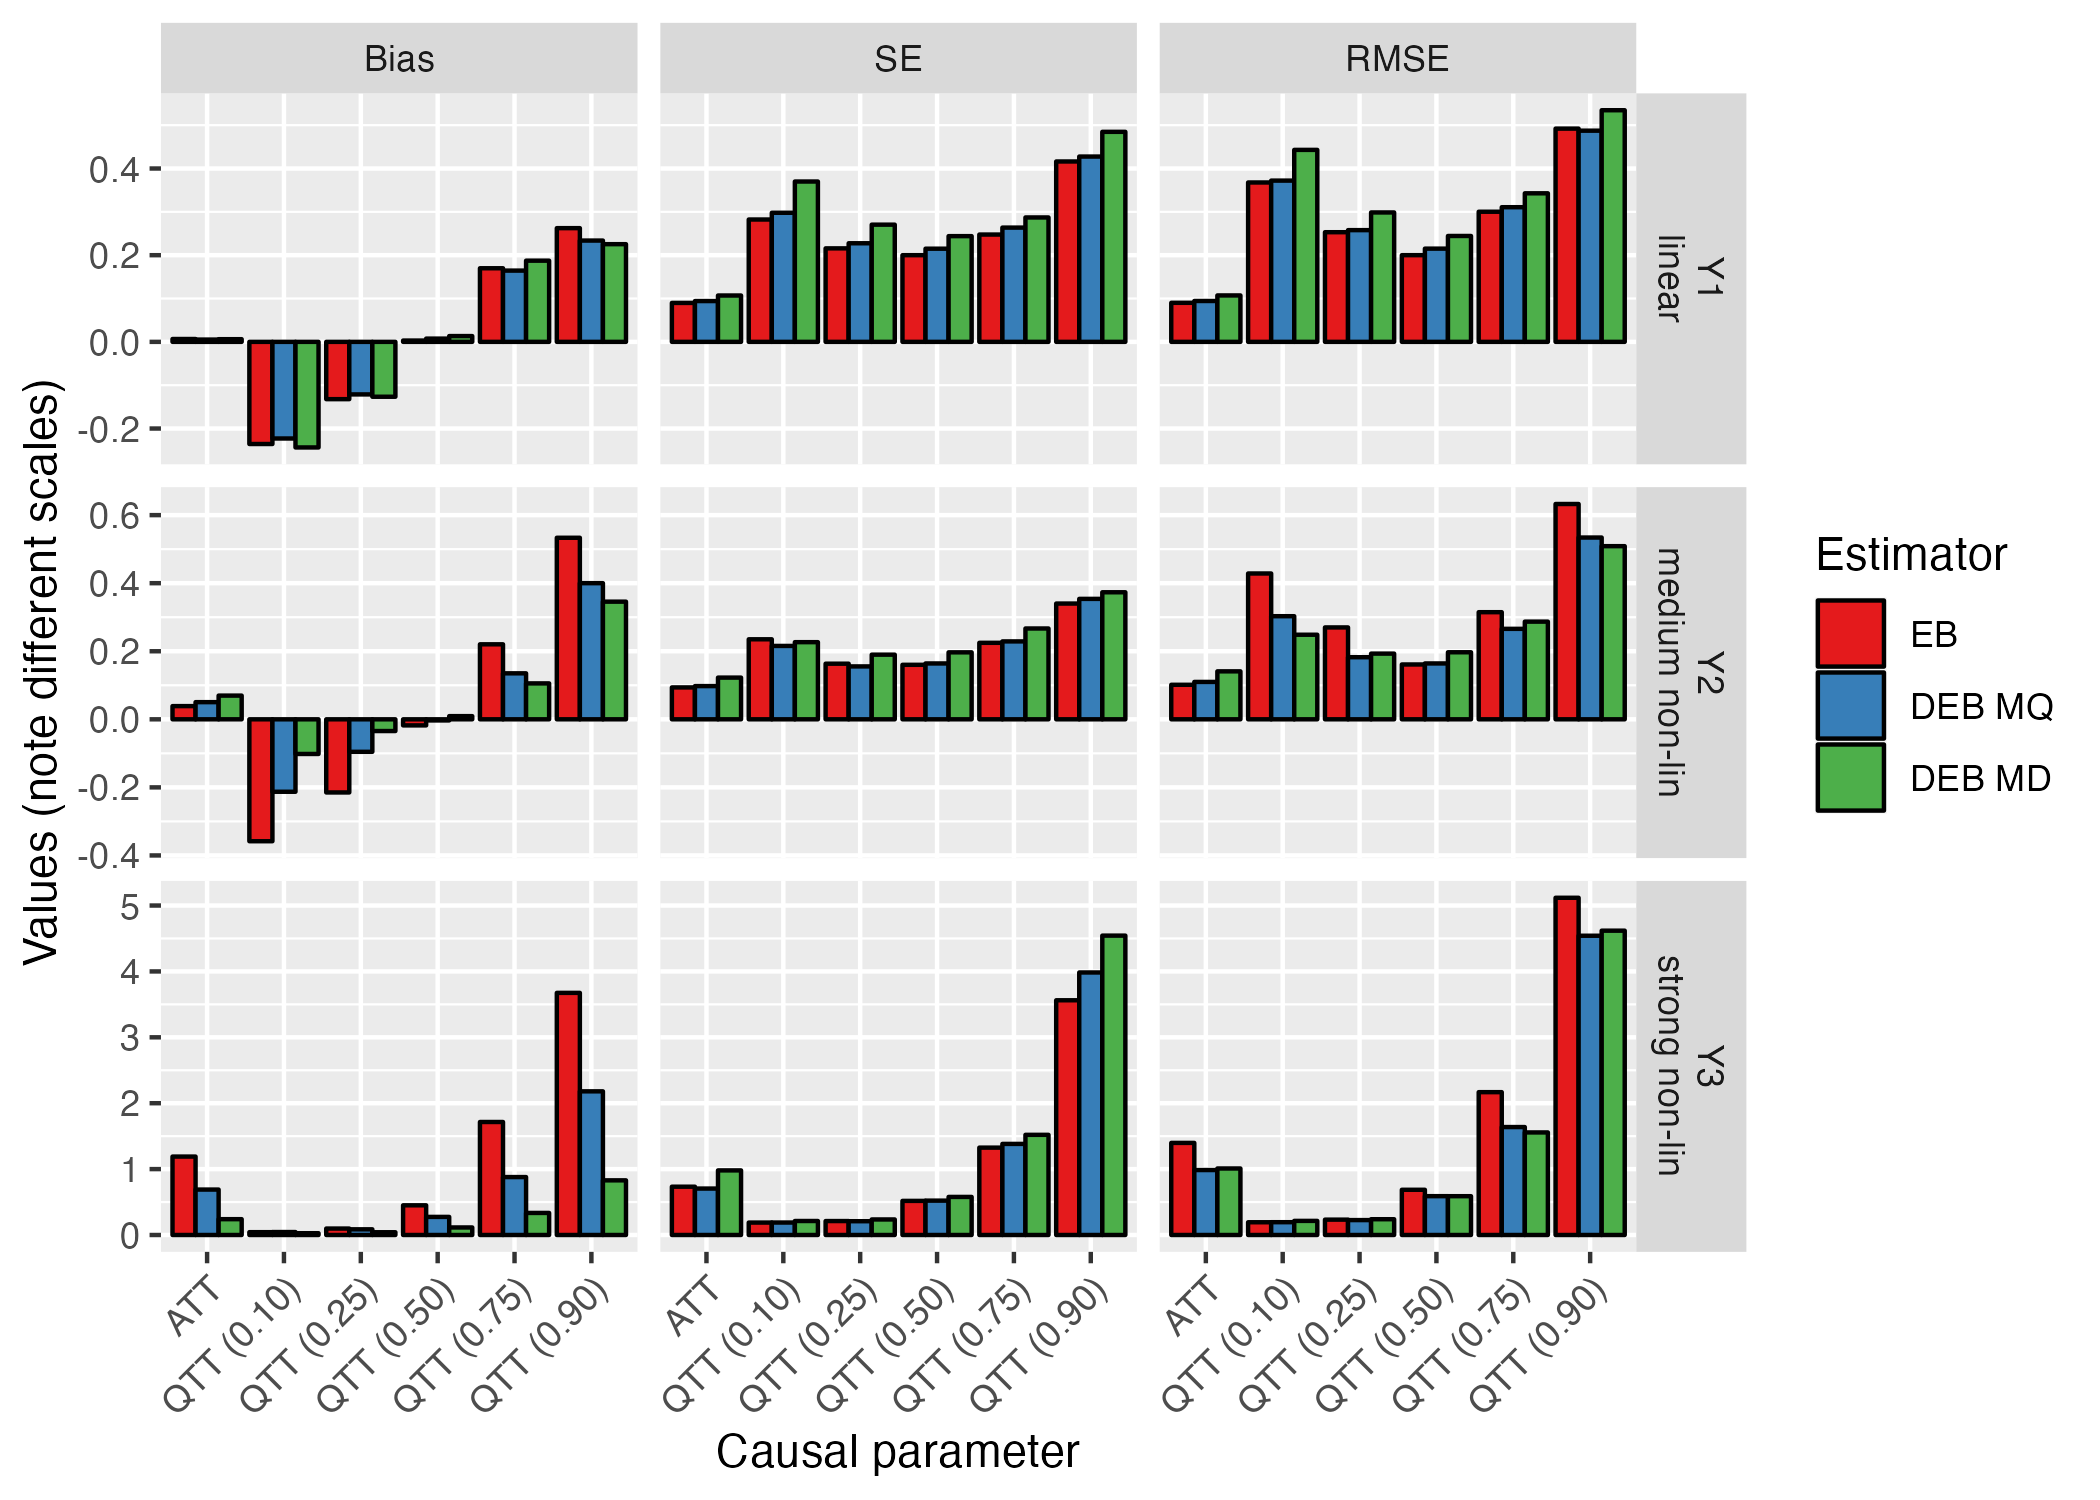 Bias
SE
RMSE
Values (note different scales)
0.4
0.2
0.0
-0.2
Y1
linear
0.6
0.4
0.2
0.0
-0.2
-0.4
Y2
medium non-lin
5
4
3
2
1
0
Y3
strong non-lin
ATT
QTT (0.10)
QTT (0.25)
QTT (0.50)
QTT (0.75)
QTT (0.90)
ATT
QTT (0.10)
QTT (0.25)
QTT (0.50)
QTT (0.75)
QTT (0.90)
ATT
QTT (0.10)
QTT (0.25)
QTT (0.50)
QTT (0.75)
QTT (0.90)
Causal parameter
Estimator
EB
DEB MQ
DEB MD